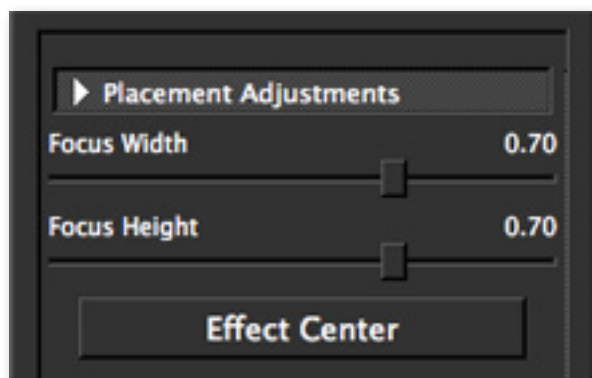 Placement Adjustments
Focus Width 0.70
Focus Height 0.70
Effect Center